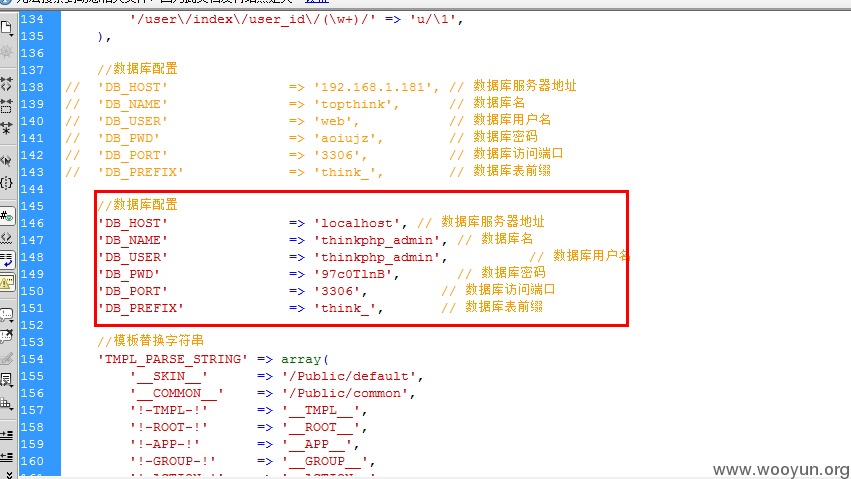 134 '/user\/index\/user_id\/(\w+)/' => 'u/\1',
135 ),
136
137 //数据库配置
138 // 'DB_HOST' => '192.168.1.181', // 数据库服务器地址
139 // 'DB_NAME' => 'topthink', // 数据库名
140 // 'DB_USER' => 'web', // 数据库用户名
141 // 'DB_PWD' => 'aoiujz', // 数据库密码
142 // 'DB_PORT' => '3306', // 数据库访问端口
143 // 'DB_PREFIX' => 'think_', // 数据库表前缀
144
145 //数据库配置
146 'DB_HOST' => 'localhost', // 数据库服务器地址
147 'DB_NAME' => 'thinkphp_admin', // 数据库名
148 'DB_USER' => 'thinkphp_admin', // 数据库用户名
149 'DB_PWD' => '97c0TlnB', // 数据库密码
150 'DB_PORT' => '3306', // 数据库访问端口
151 'DB_PREFIX' => 'think_', // 数据库表前缀
152
153 //模板替换字符串
154 'TMPL_PARSE_STRING' => array(
155 '__SKIN__' => '/Public/default',
156 '__COMMON__' => '/Public/common',
157 '!-TMPL-!' => '__TMPL__',
158 '!-ROOT-!' => '__ROOT__',
159 '!-APP-!' => '__APP__',
160 '!-GROUP-!' => '__GROUP__',
www.wooyun.org